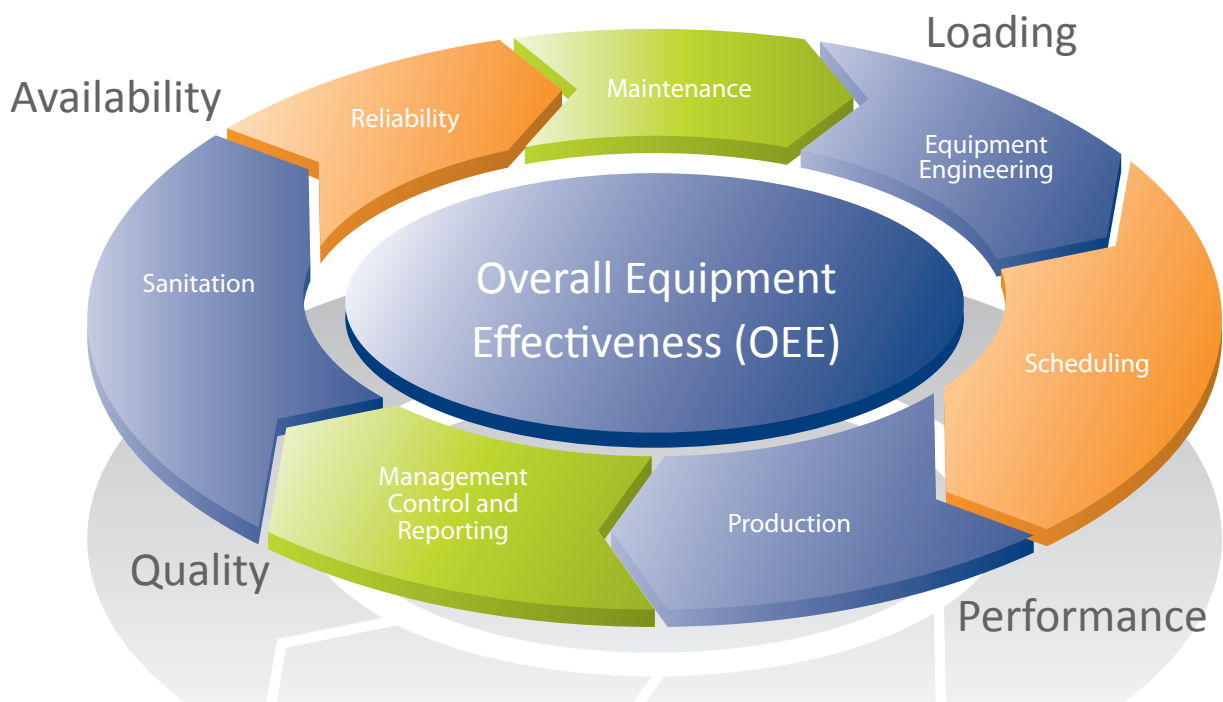 Loading
Availability
Maintenance
Reliability
Equipment
Engineering
Sanitation
Overall Equipment
Effectiveness (OEE)
Scheduling
Management
Control and
Reporting
Production
Quality
Performance